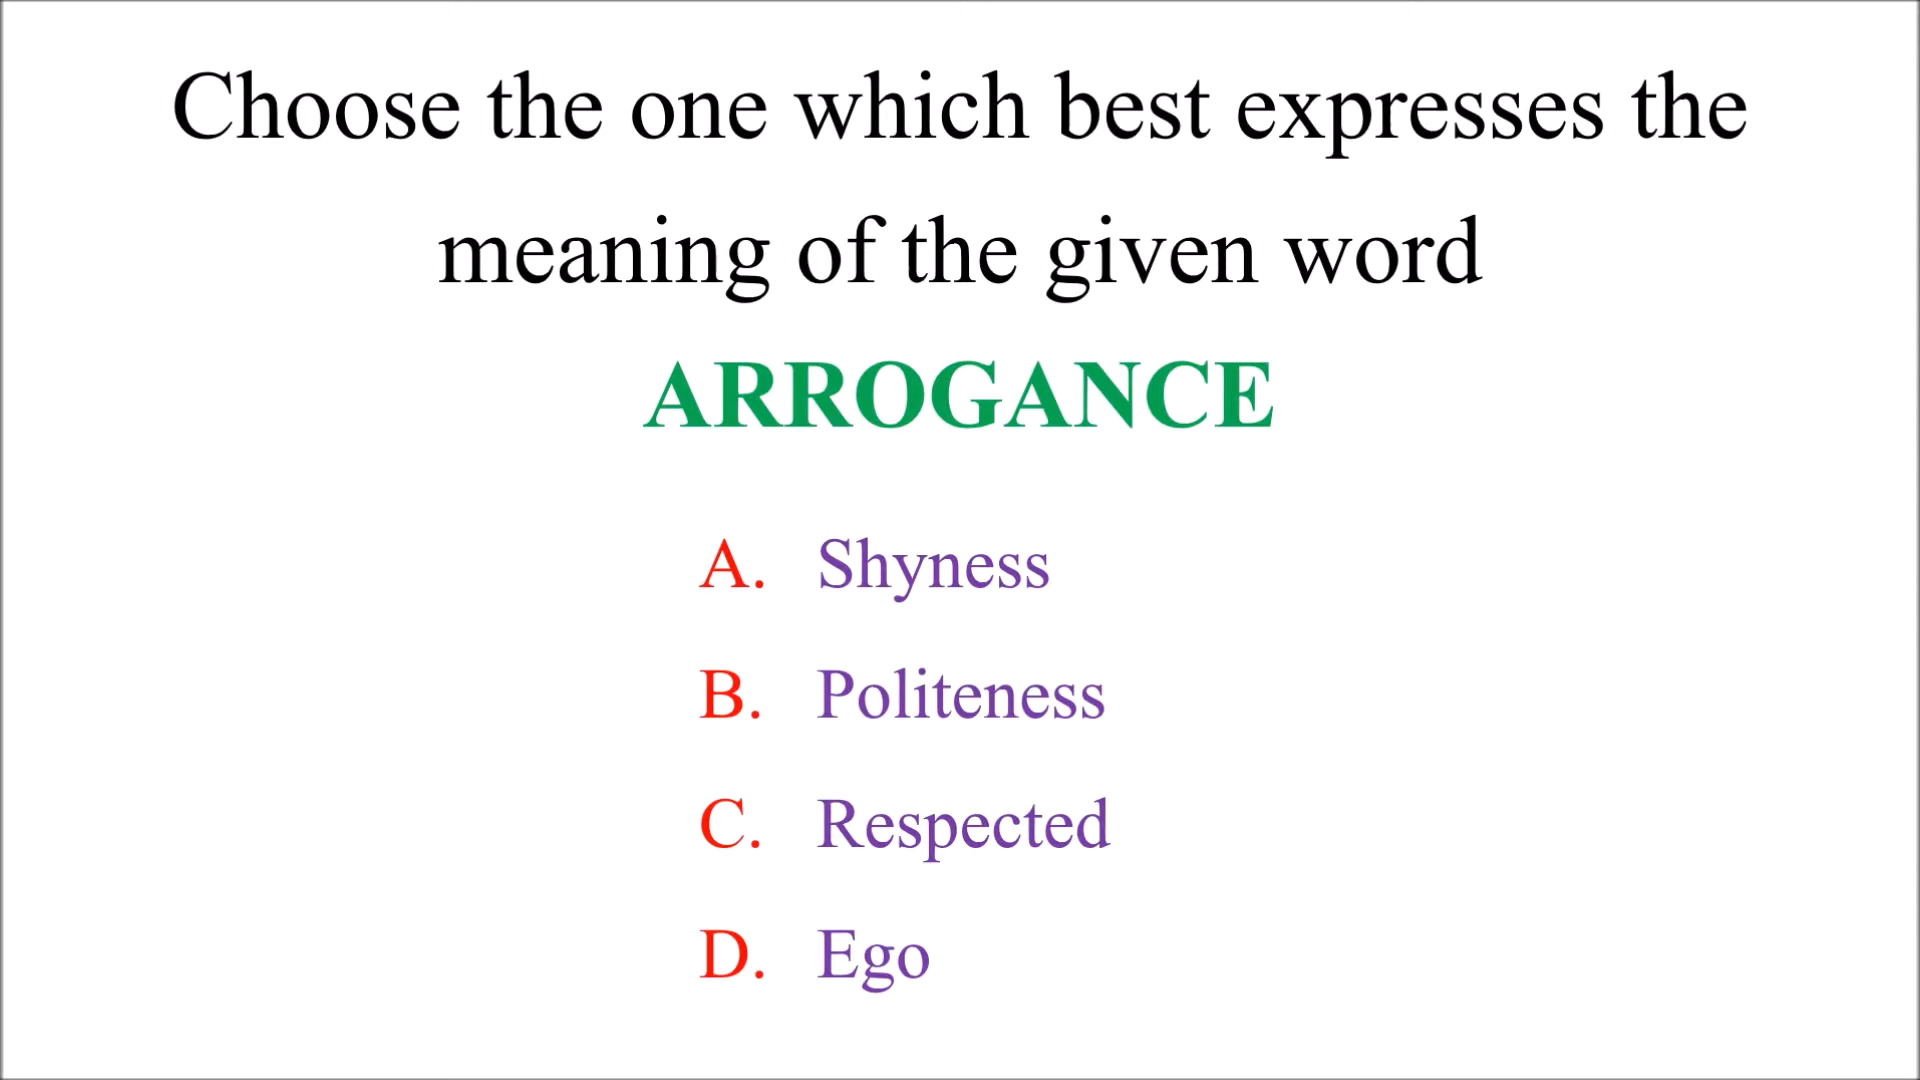 Choose the one which best expresses the
meaning of the given word
ARROGANCE
A. Shyness
B. Politeness
C. Respected
D. Ego